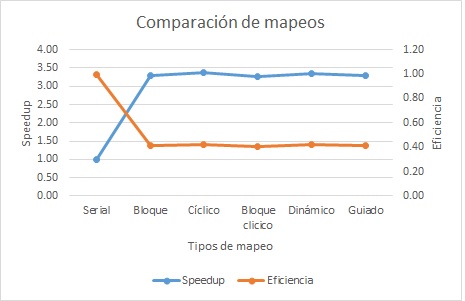 Comparación de mapeos
4.00
3.50
3.00
2.50
2.00
1.50
1.00
0.50
0.00
Speedup
1.20
1.00
0.80
0.60
0.40
0.20
0.00
Eficiencia
Serial
Bloque
Cíclico
Bloque
clicico
Dinámico
Guiado
Tipos de mapeo
Speedup
Eficiencia